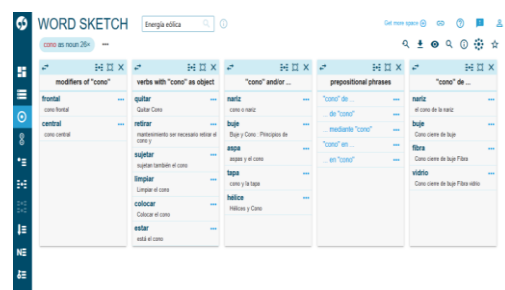 WORD SKETCH
Energía eólica
Get more space
cono as noun 26×
modifiers of "cono"
frontal
cono frontal
central
cono central
verbs with "cono" as object
quitar
Quitar Cono
retirar
mantenimiento ser necesario retirar el
cono y
sujetar
sujetan también el cono
limpiar
Limpiar el cono
colocar
Colocar el cono
estar
está el cono
"cono" and/or ...
nariz
cono o nariz
buje
Buje y Cono . Principios de
aspa
aspas y el cono
tapa
cono y la tapa
hélice
Hélices y Cono
prepositional phrases
"cono" de ...
... de "cono"
... mediante "cono"
"cono" en ...
... en "cono"
"cono" de ...
nariz
el cono de la nariz
buje
Cono cierre de buje
fibra
Cono cierre de buje Fibra
vidrio
Cono cierre de buje Fibra vidrio